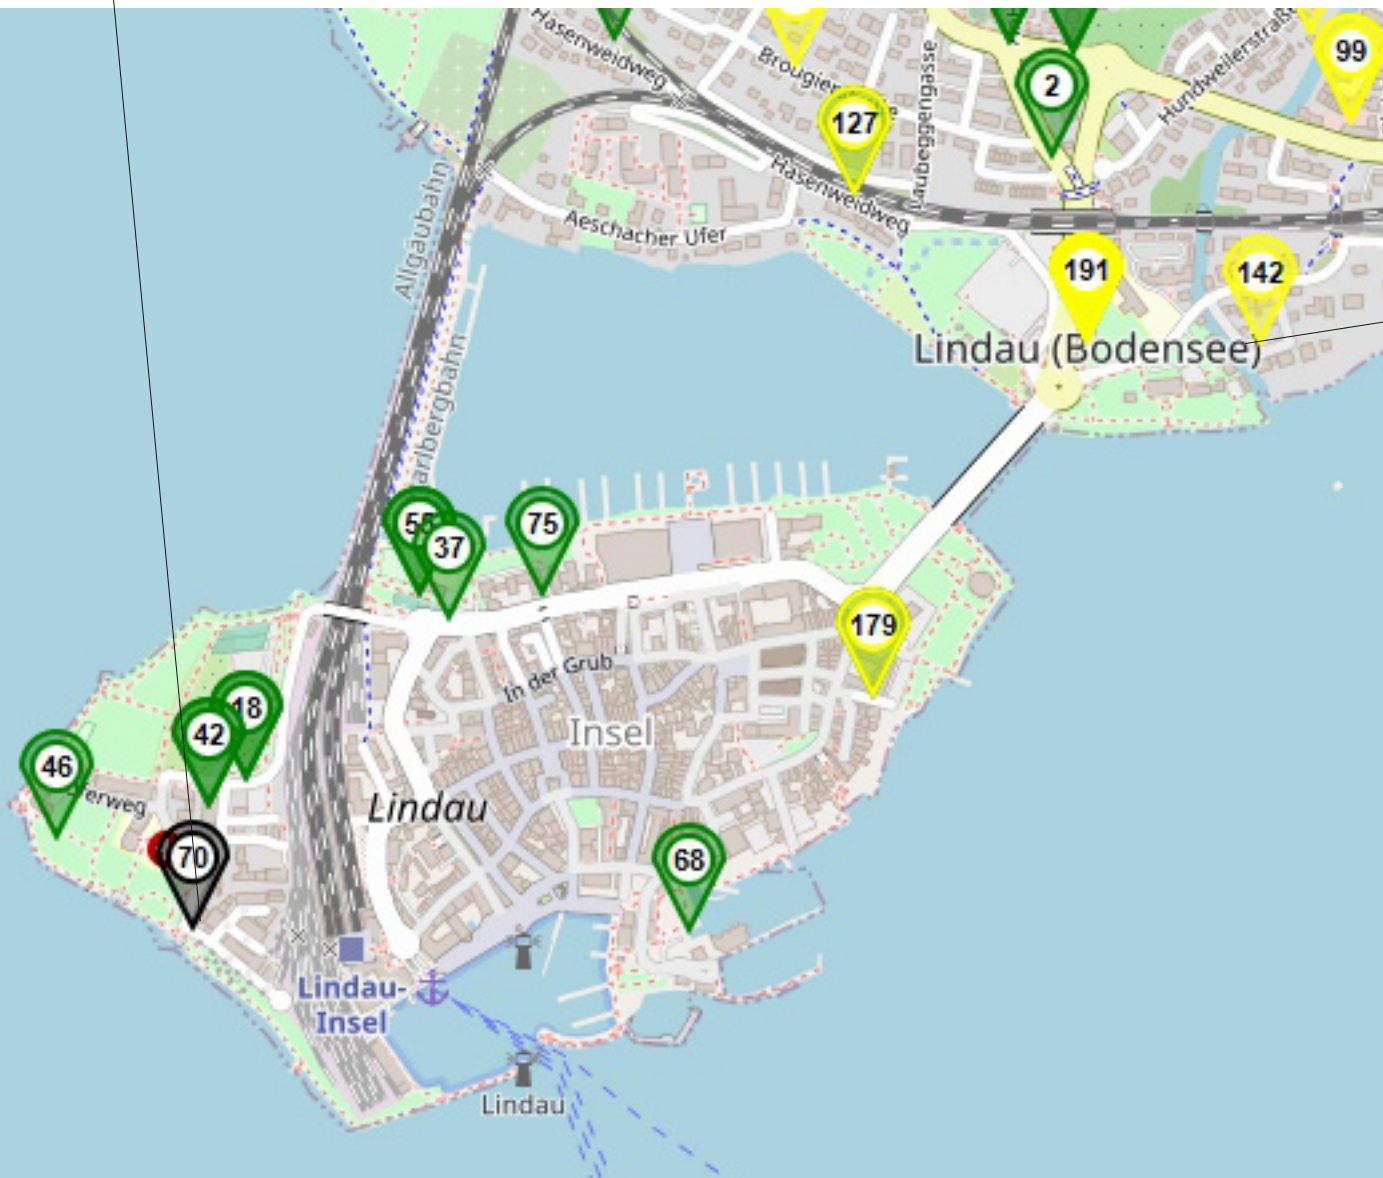 Hasenweidweg
Brougier
99
2
Hundweilerstraße
127
Laubeggengasse
Hasenweidweg
Allgäubahn
Aeschacher Ufer
191
142
Lindau (Bodensee)
arlbergbahn
55
37
75
179
In der Grub
Insel
18
42
46
erweg
Lindau
70
68
Lindau-
Insel
Lindau